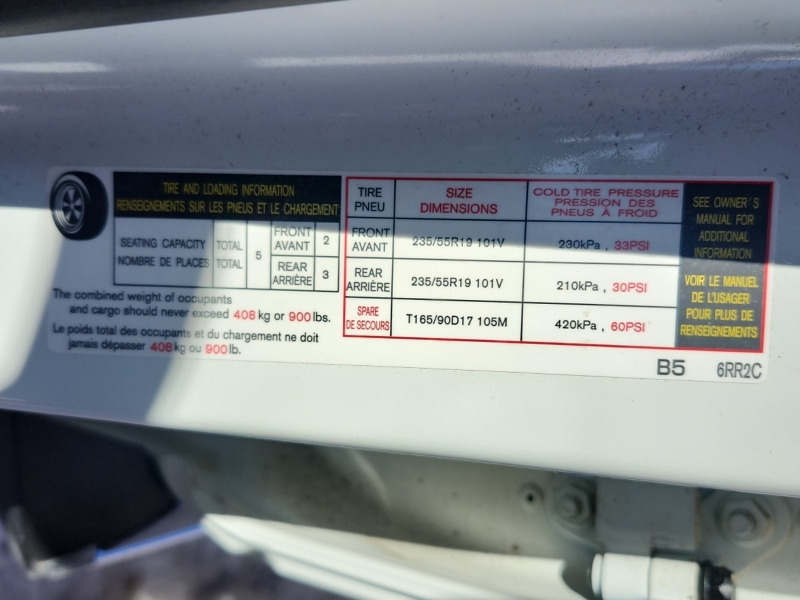 TIRE AND LOADING INFORMATION
RENSEIGNEMENTS SUR LES PNEUS ET LE CHARGEMENT
SEATING CAPACITY
NOMBRE DE PLACES
TOTAL
TOTAL
5
FRONT
AVANT
2
REAR
ARRIÈRE
3
The combined weight of occupants
and cargo should never exceed 408 kg or 900 lbs.
Le poids total des occupants et du chargement ne doit
jamais dépasser 408 kg ou 900 lb.
TIRE
PNEU
SIZE
DIMENSIONS
COLD TIRE PRESSURE
PRESSION DES
PNEUS À FROID
FRONT
AVANT
235/55R19 101V
230kPa , 33PSI
REAR
ARRIÈRE
235/55R19 101V
210kPa , 30PSI
SPARE
DE SECOURS
T165/90D17 105M
420kPa , 60PSI
SEE OWNER'S
MANUAL FOR
ADDITIONAL
INFORMATION
VOIR LE MANUEL
DE L'USAGER
POUR PLUS DE
RENSEIGNEMENTS
B5 6RR2C